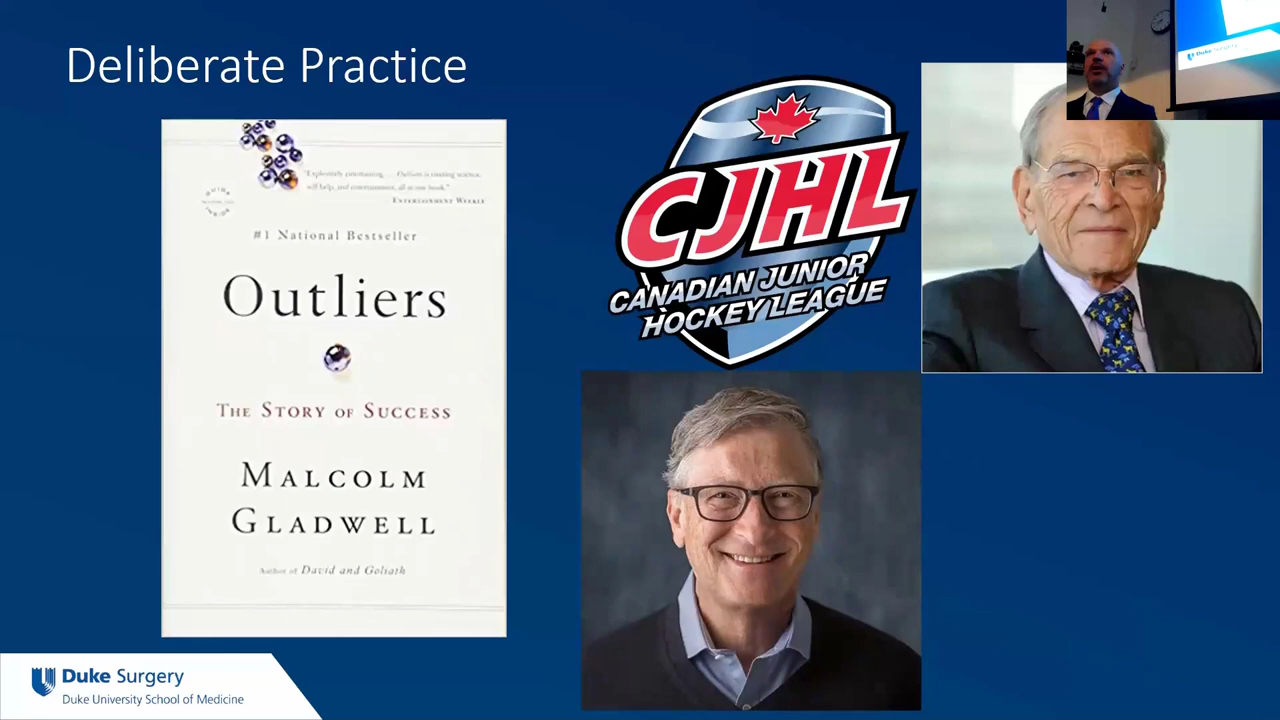 Deliberate Practice
"Explosively entertaining. . . . Outliers is riveting science,
self-help, and entertainment, all in one book."
ENTERTAINMENT WEEKLY
#1 National Bestseller
Outliers
THE STORY OF SUCCESS
MALCOLM
GLADWELL
Author of David and Goliath
CJHL
CANADIAN JUNIOR
HOCKEY LEAGUE
Duke Surgery
Duke University School of Medicine
Duke Surgery